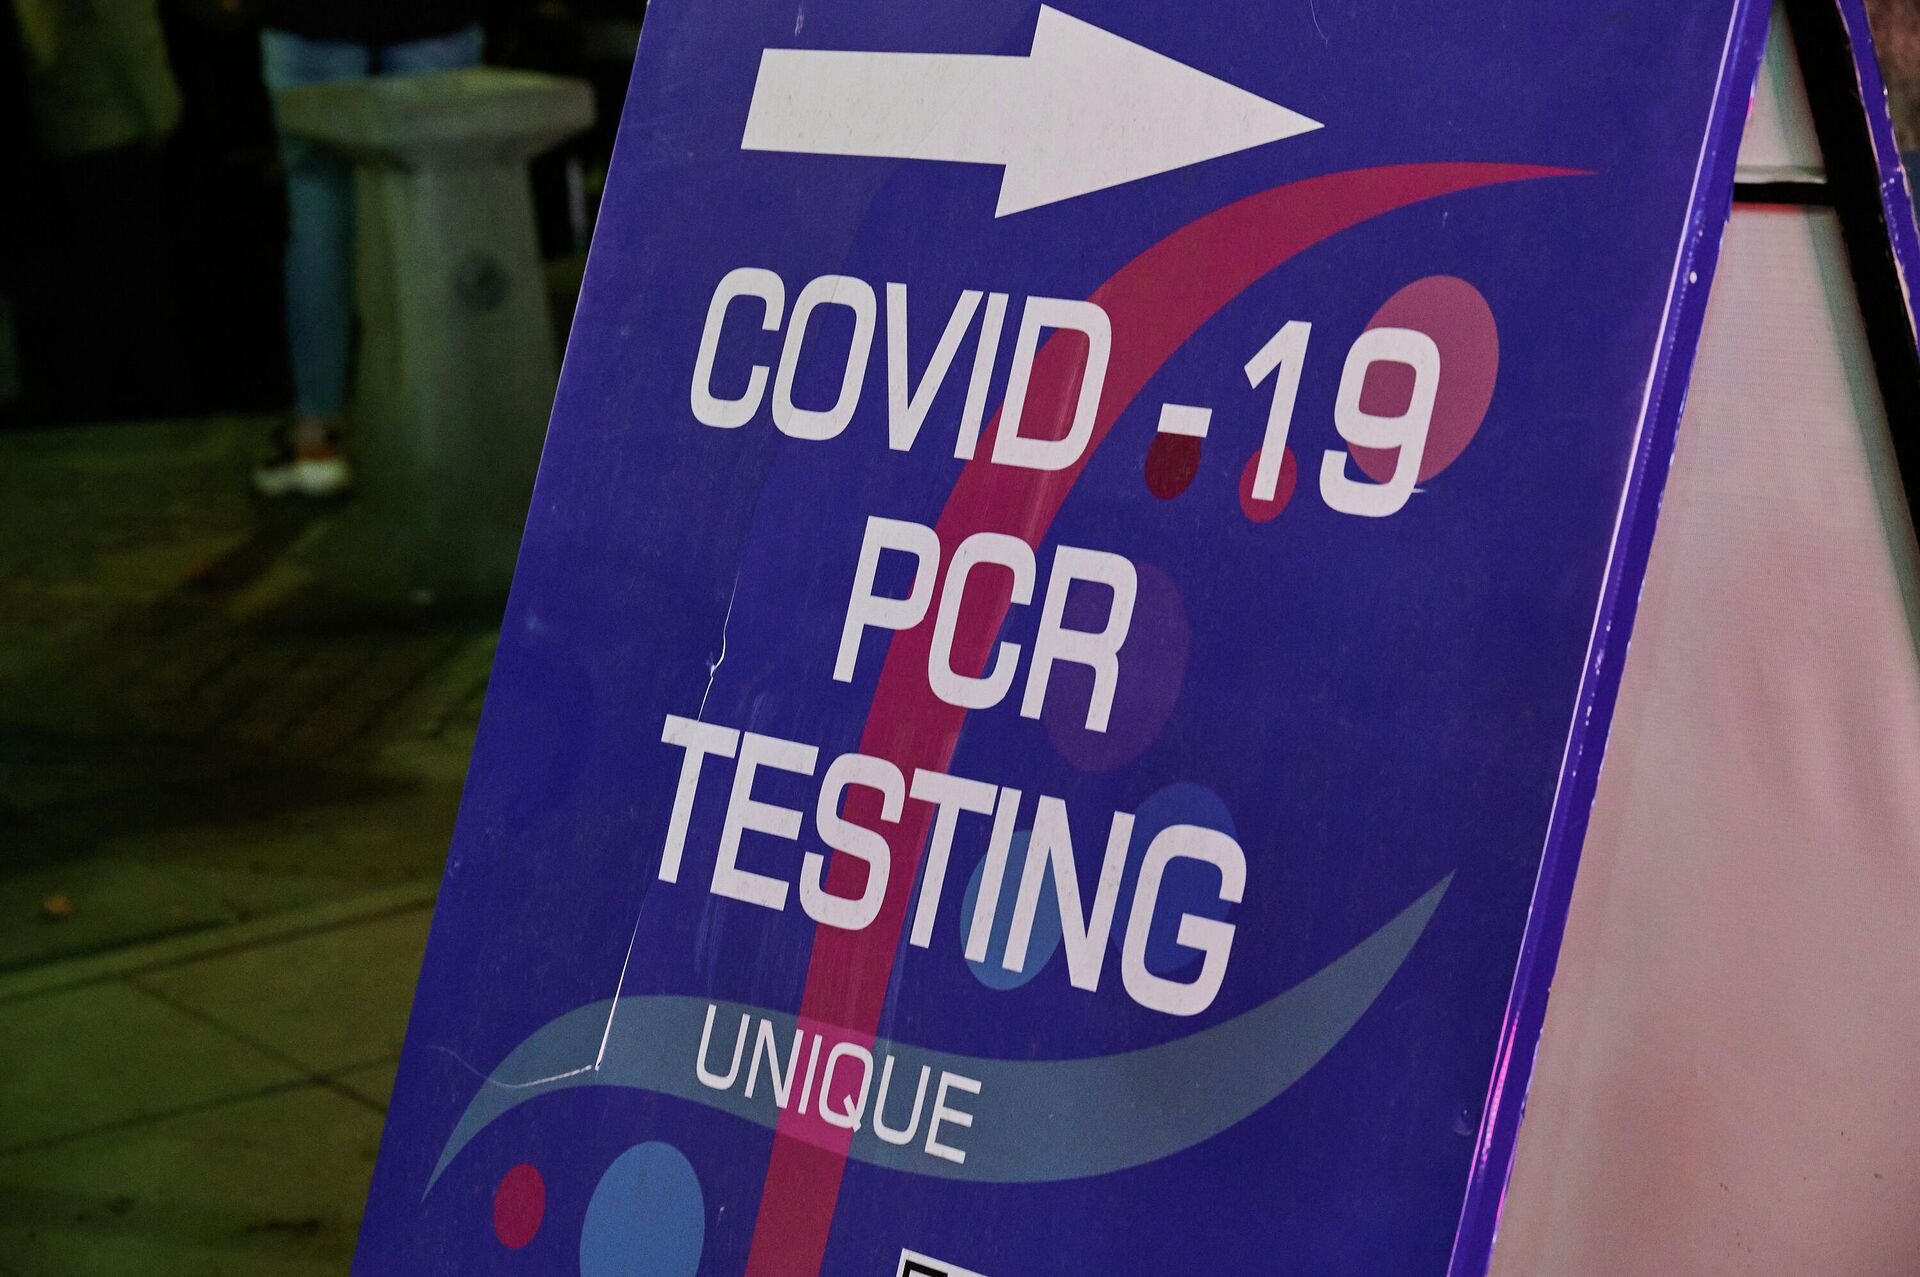 COVID -19
PCR
TESTING
UNIQUE